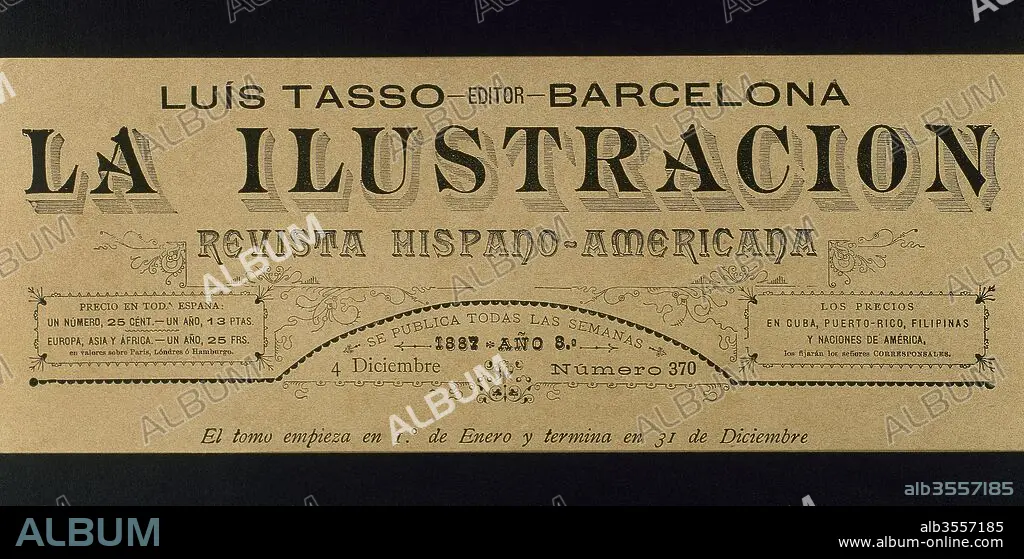 LUÍS TASSO—EDITOR—BARCELONA
LA ILUSTRACION
REVISTA HISPANO-AMERICANA
PRECIO EN TODA ESPAÑA:
UN NÚMERO, 25 CÉNT.—UN AÑO, 13 PTAS.
EUROPA, ASIA Y ÁFRICA.—UN AÑO, 25 FRS.
en valores sobre París, Lóndres ó Hamburgo.
SE PUBLICA TODAS LAS SEMANAS
1887 * AÑO 8.º
4 Diciembre
Número 370
LOS PRECIOS
EN CUBA, PUERTO-RICO, FILIPINAS
Y NACIONES DE AMÉRICA,
los fijarán los señores CORRESPONSALES.
El tomo empieza en 1.º de Enero y termina en 31 de Diciembre
alb3557185
ALBUM
alb3557185
www.album-online.com